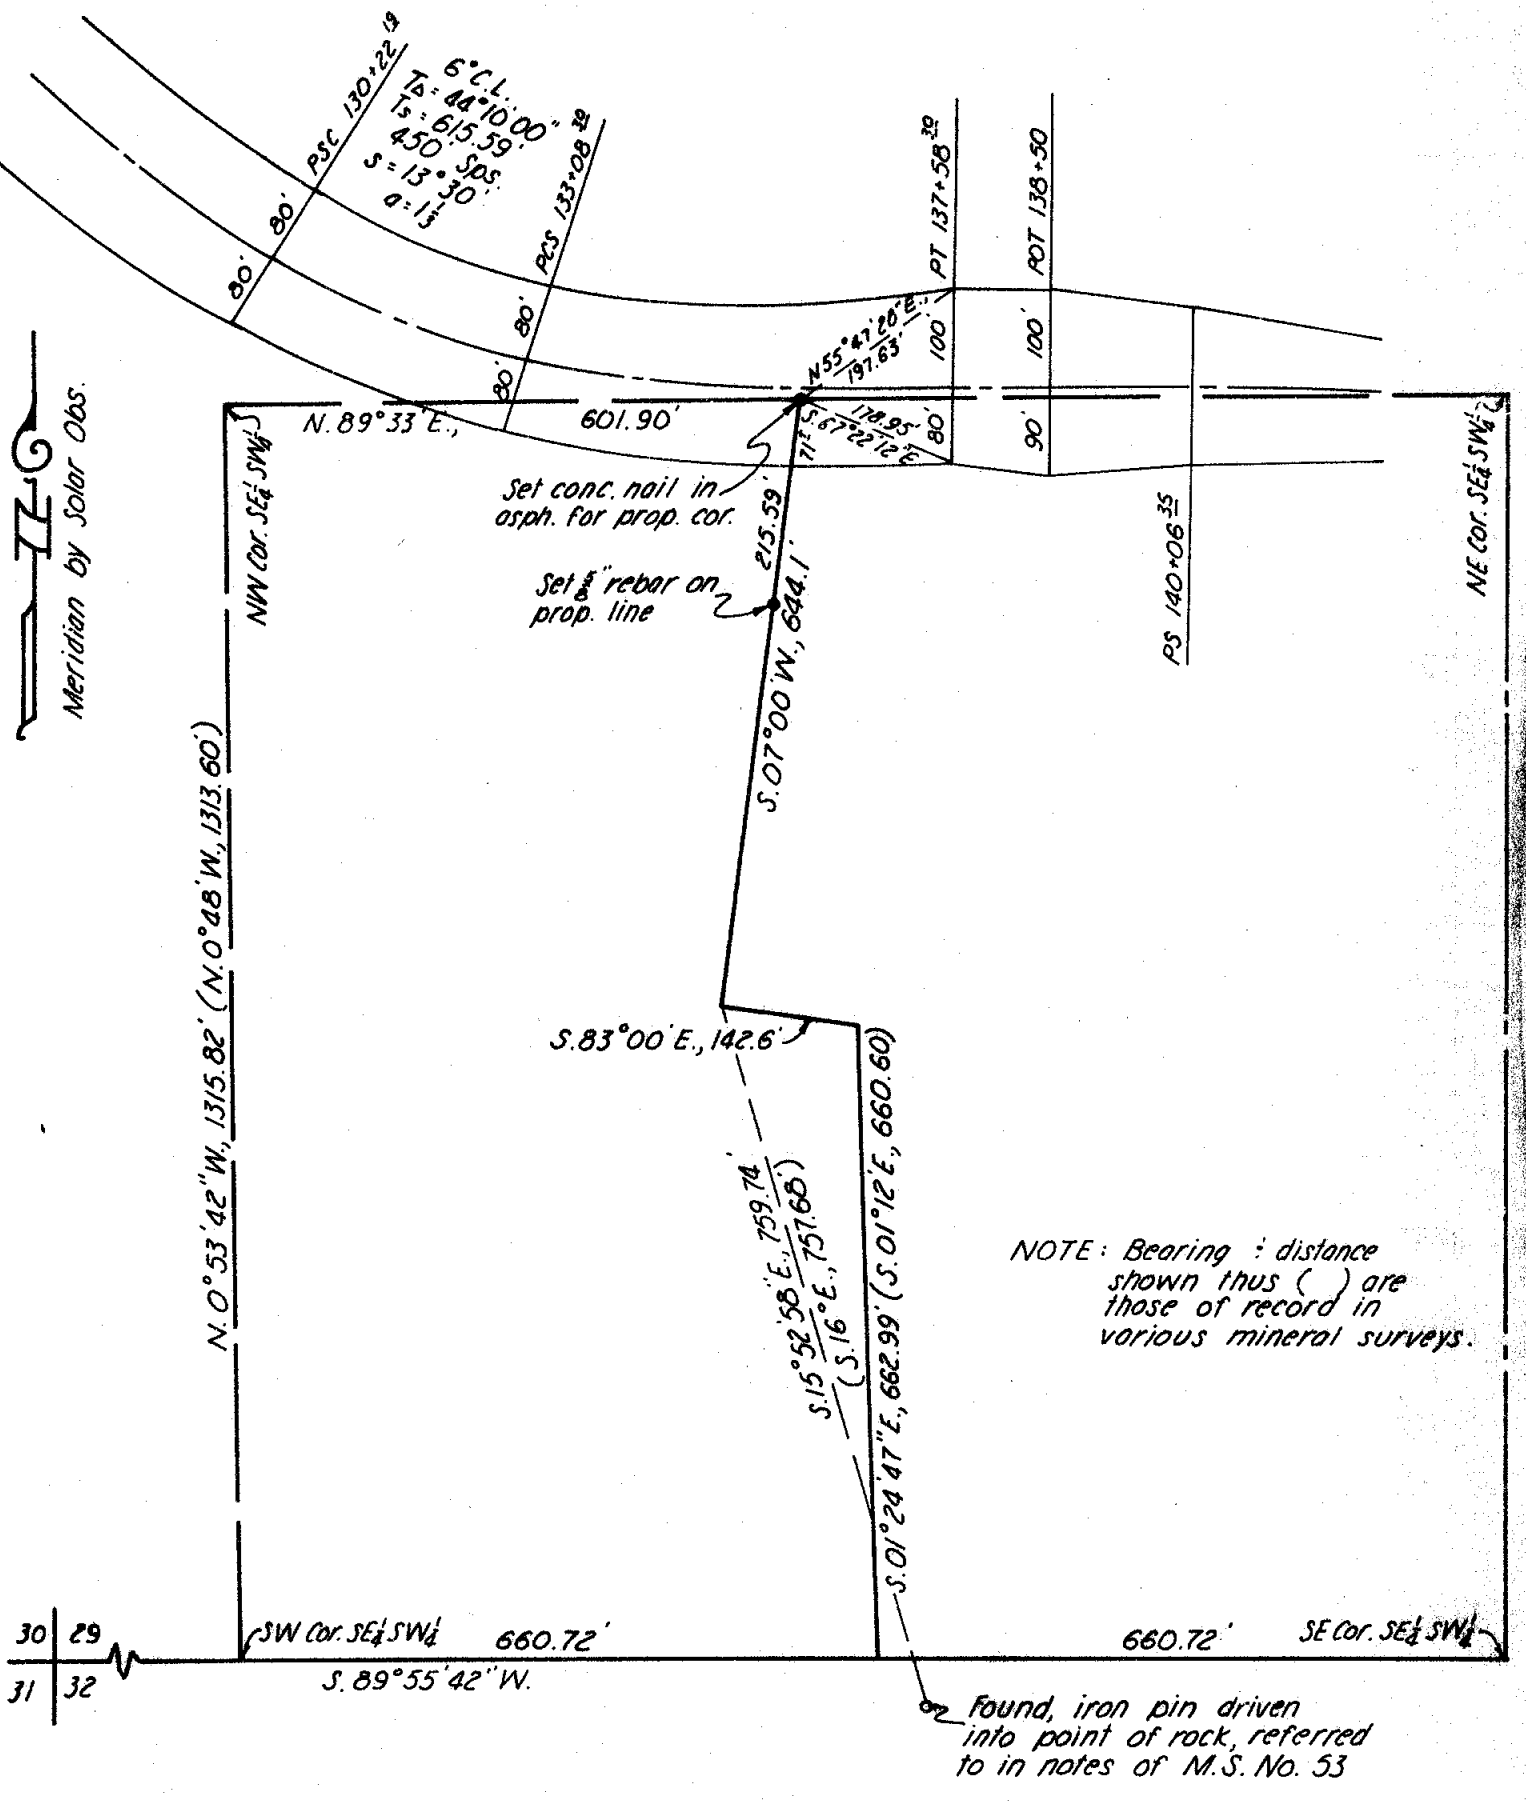 PSC 130+22 19
6°C.L.
T∆ = 44°10'00"
Ts = 615.59'
450' Sps.
S = 13°30'
a = 1⅓
PCS 133+08 30
PT 137+58 30
POT 138+50
80'
80'
80'
80'
N 55°47'20"E.,
197.63'
100'
100'
178.95'
S.67°22'12"E
80'
90'
71±
N. 89°33'E.,
601.90'
NW Cor. SE¼ SW¼
NE Cor. SE¼ SW¼
Meridian by Solar Obs.
Set conc. nail in
asph. for prop. cor.
215.59'
Set ⅝" rebar on
prop. line
PS 140+06 35
S.07°00'W., 644.1'
N.0°53'42"W., 1315.82' (N.0°48'W., 1313.60')
S.83°00'E., 142.6'
S.15°52'58"E., 759.74'
(S.16°E., 757.68')
S.01°24'47"E., 662.99' (S.01°12'E., 660.60)
NOTE: Bearing & distance
shown thus ( ) are
those of record in
various mineral surveys.
30 29
31 32
SW Cor. SE¼ SW¼
660.72'
S. 89°55'42" W.
660.72'
SE Cor. SE¼ SW¼
Found, iron pin driven
into point of rock, referred
to in notes of M.S. No. 53